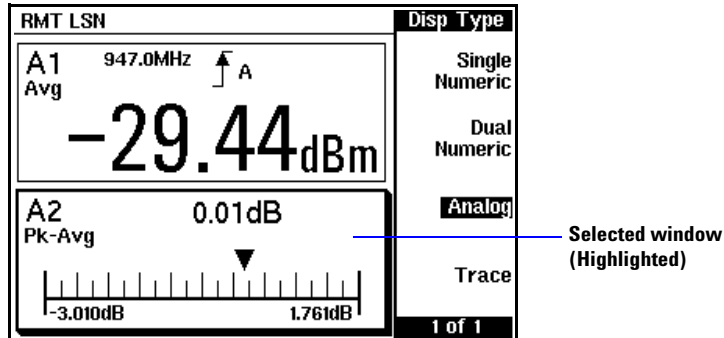 RMT LSN
Disp Type
A1
947.0MHz
A
Avg
-29.44dBm
A2
0.01dB
Pk-Avg
-3.010dB
1.761dB
Single
Numeric
Dual
Numeric
Analog
Trace
1 of 1
Selected window
(Highlighted)